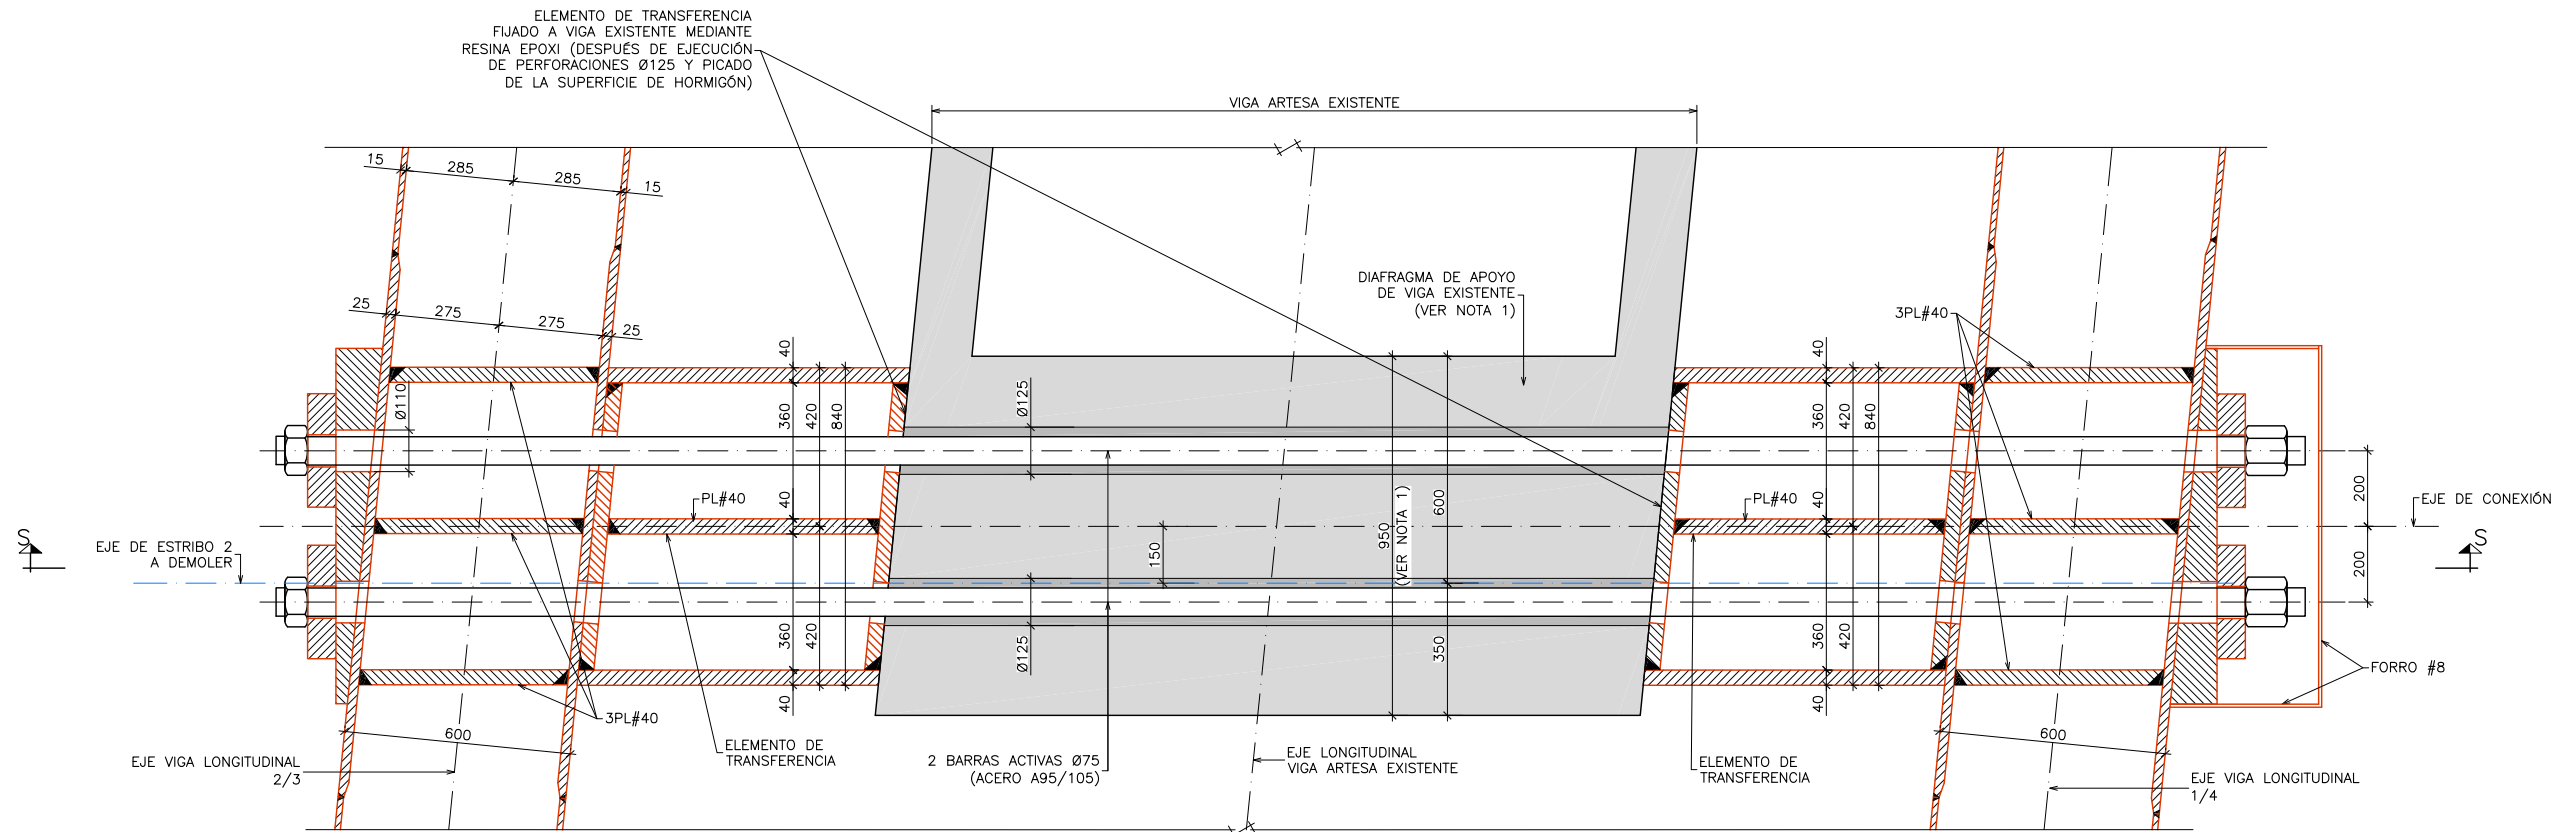 ELEMENTO DE TRANSFERENCIA
FIJADO A VIGA EXISTENTE MEDIANTE
RESINA EPOXI (DESPUÉS DE EJECUCIÓN
DE PERFORACIONES Ø125 Y PICADO
DE LA SUPERFICIE DE HORMIGÓN)
VIGA ARTESA EXISTENTE
15
285
285
15
25
275
275
25
DIAFRAGMA DE APOYO
DE VIGA EXISTENTE
(VER NOTA 1)
3PL#40
Ø110
40
360
420
840
40
360
420
40
Ø125
Ø125
PL#40
150
950
(VER NOTA 1)
600
350
PL#40
40
360
420
840
40
360
420
40
200
200
EJE DE CONEXIÓN
S
S
EJE DE ESTRIBO 2
A DEMOLER
FORRO #8
3PL#40
600
600
EJE VIGA LONGITUDINAL
2/3
ELEMENTO DE
TRANSFERENCIA
2 BARRAS ACTIVAS Ø75
(ACERO A95/105)
EJE LONGITUDINAL
VIGA ARTESA EXISTENTE
ELEMENTO DE
TRANSFERENCIA
EJE VIGA LONGITUDINAL
1/4